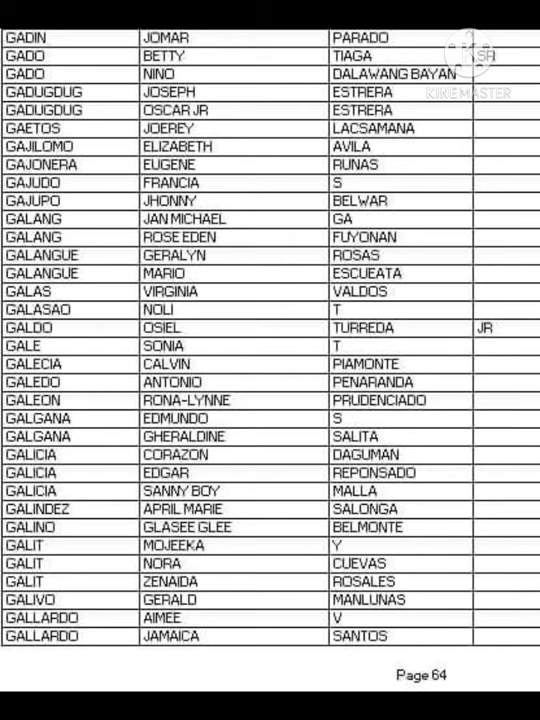 GADIN JOMAR PARADO
GADO BETTY TIAGA SR
GADO NINO DALAWANG BAYAN
GADUGDUG JOSEPH ESTRERA
GADUGDUG OSCAR JR ESTRERA
GAETOS JOEREY LACSAMANA
GAJILOMO ELIZABETH AVILA
GAJONERA EUGENE RUNAS
GAJUDO FRANCIA S
GAJUPO JHONNY BELWAR
GALANG JAN MICHAEL GA
GALANG ROSE EDEN FUYONAN
GALANGUE GERALYN ROSAS
GALANGUE MARIO ESCUEATA
GALAS VIRGINIA VALDOS
GALASAO NOLI T
GALDO OSIEL TURREDA JR
GALE SONIA T
GALECIA CALVIN PIAMONTE
GALEDO ANTONIO PENARANDA
GALEON RONA-LYNNE PRUDENCIADO
GALGANA EDMUNDO S
GALGANA GHERALDINE SALITA
GALICIA CORAZON DAGUMAN
GALICIA EDGAR REPONSADO
GALICIA SANNY BOY MALLA
GALINDEZ APRIL MARIE SALONGA
GALINO GLASEE GLEE BELMONTE
GALIT MOJEEKA Y
GALIT NORA CUEVAS
GALIT ZENAIDA ROSALES
GALIVO GERALD MANLUNAS
GALLARDO AIMEE V
GALLARDO JAMAICA SANTOS
Page 64
KINEMASTER